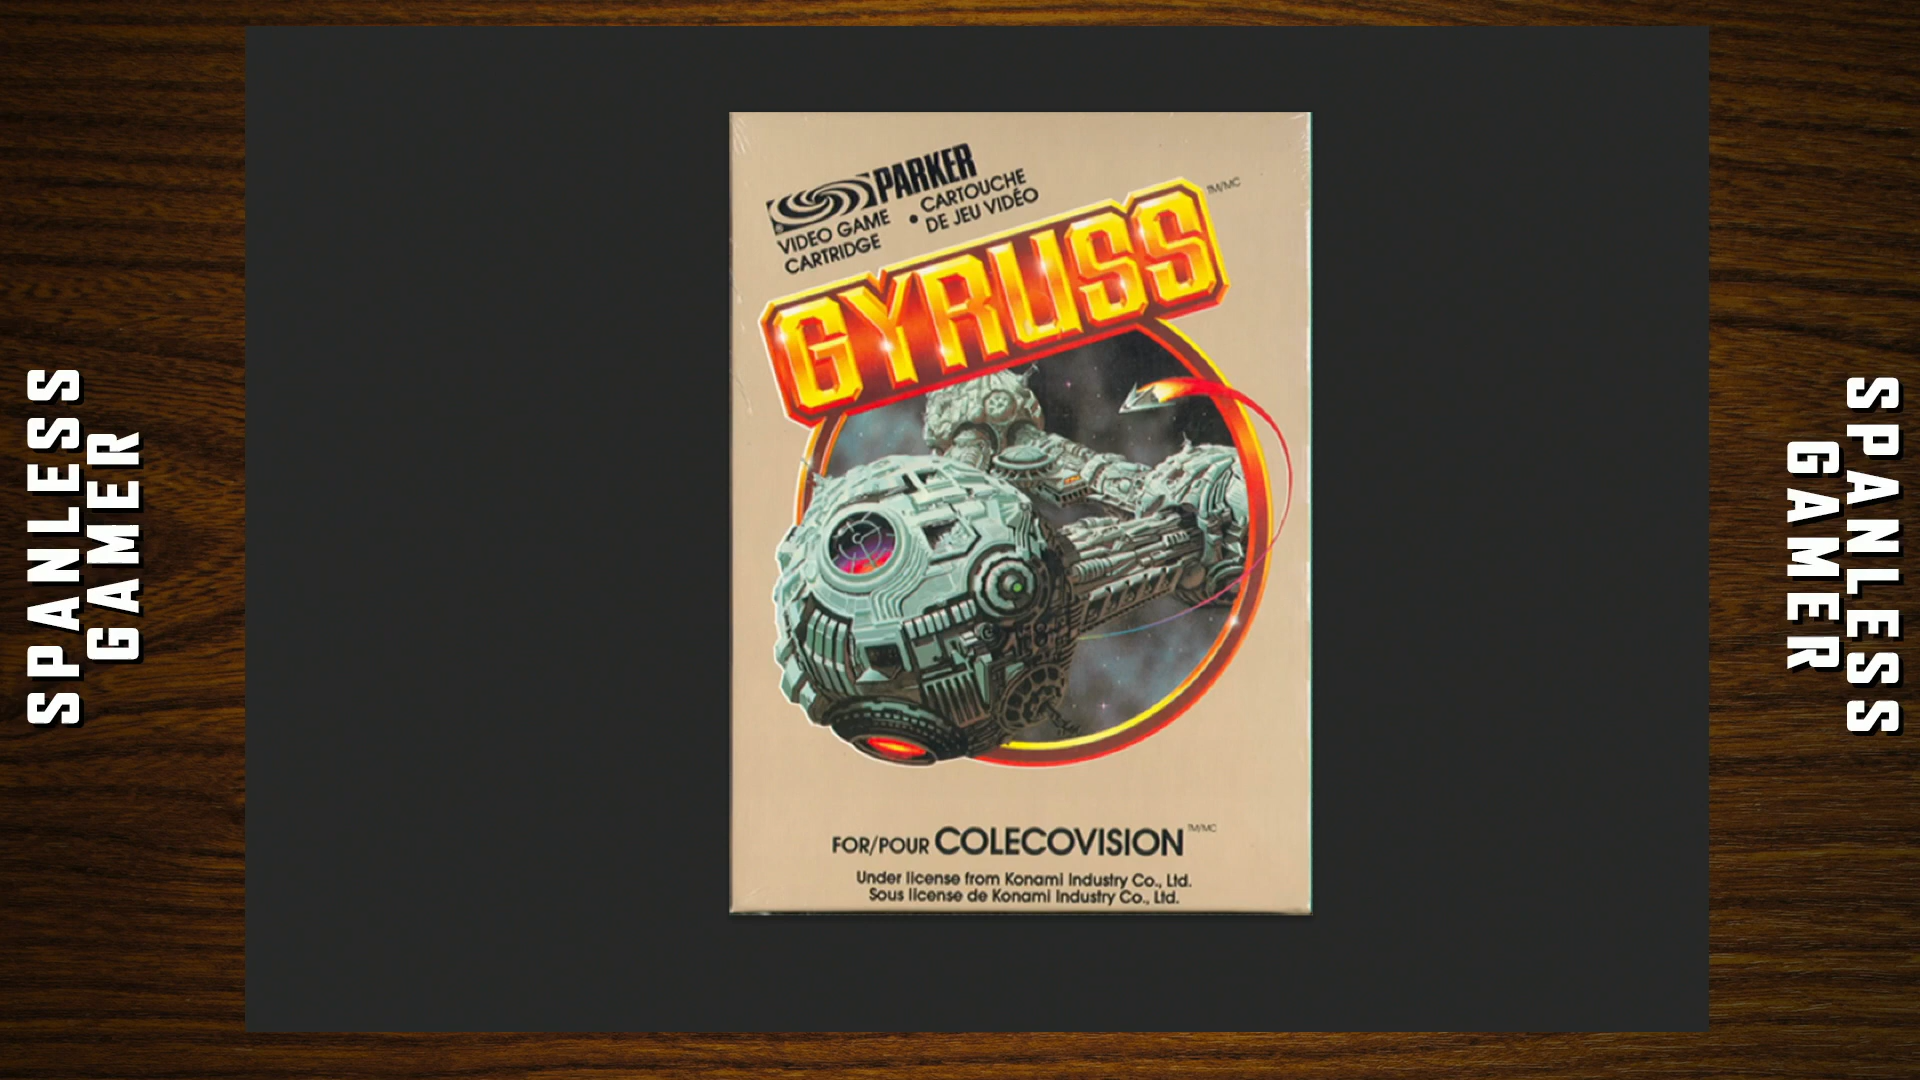 SPANLESS
GAMER
PARKER
VIDEO GAME
CARTRIDGE
• CARTOUCHE
DE JEU VIDÉO
GYRUSS TM/MC
FOR/POUR COLECOVISION TM/MC
Under license from Konami Industry Co., Ltd.
Sous license de Konami Industry Co., Ltd.
SPANLESS
GAMER